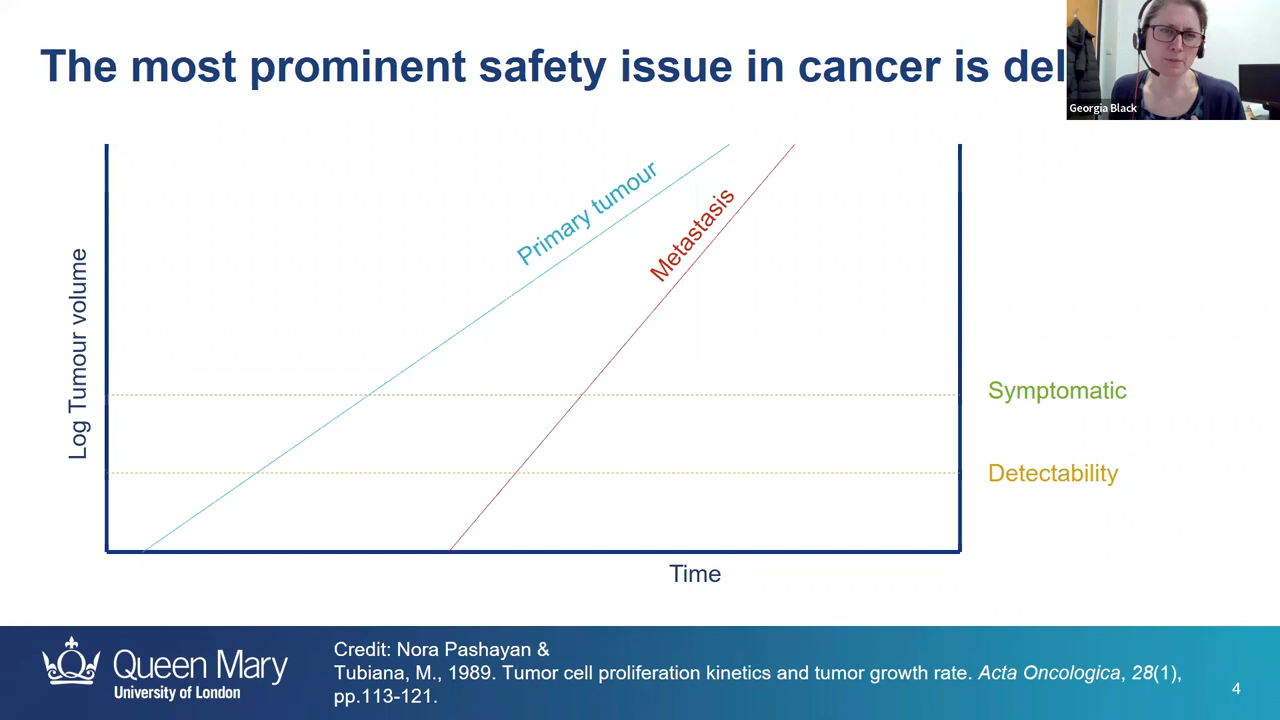 The most prominent safety issue in cancer is del
Georgia Black
Primary tumour
Metastasis
Log Tumour volume
Symptomatic
Detectability
Time
Queen Mary
University of London
Credit: Nora Pashayan &
Tubiana, M., 1989. Tumor cell proliferation kinetics and tumor growth rate. Acta Oncologica, 28(1),
pp.113-121.
4